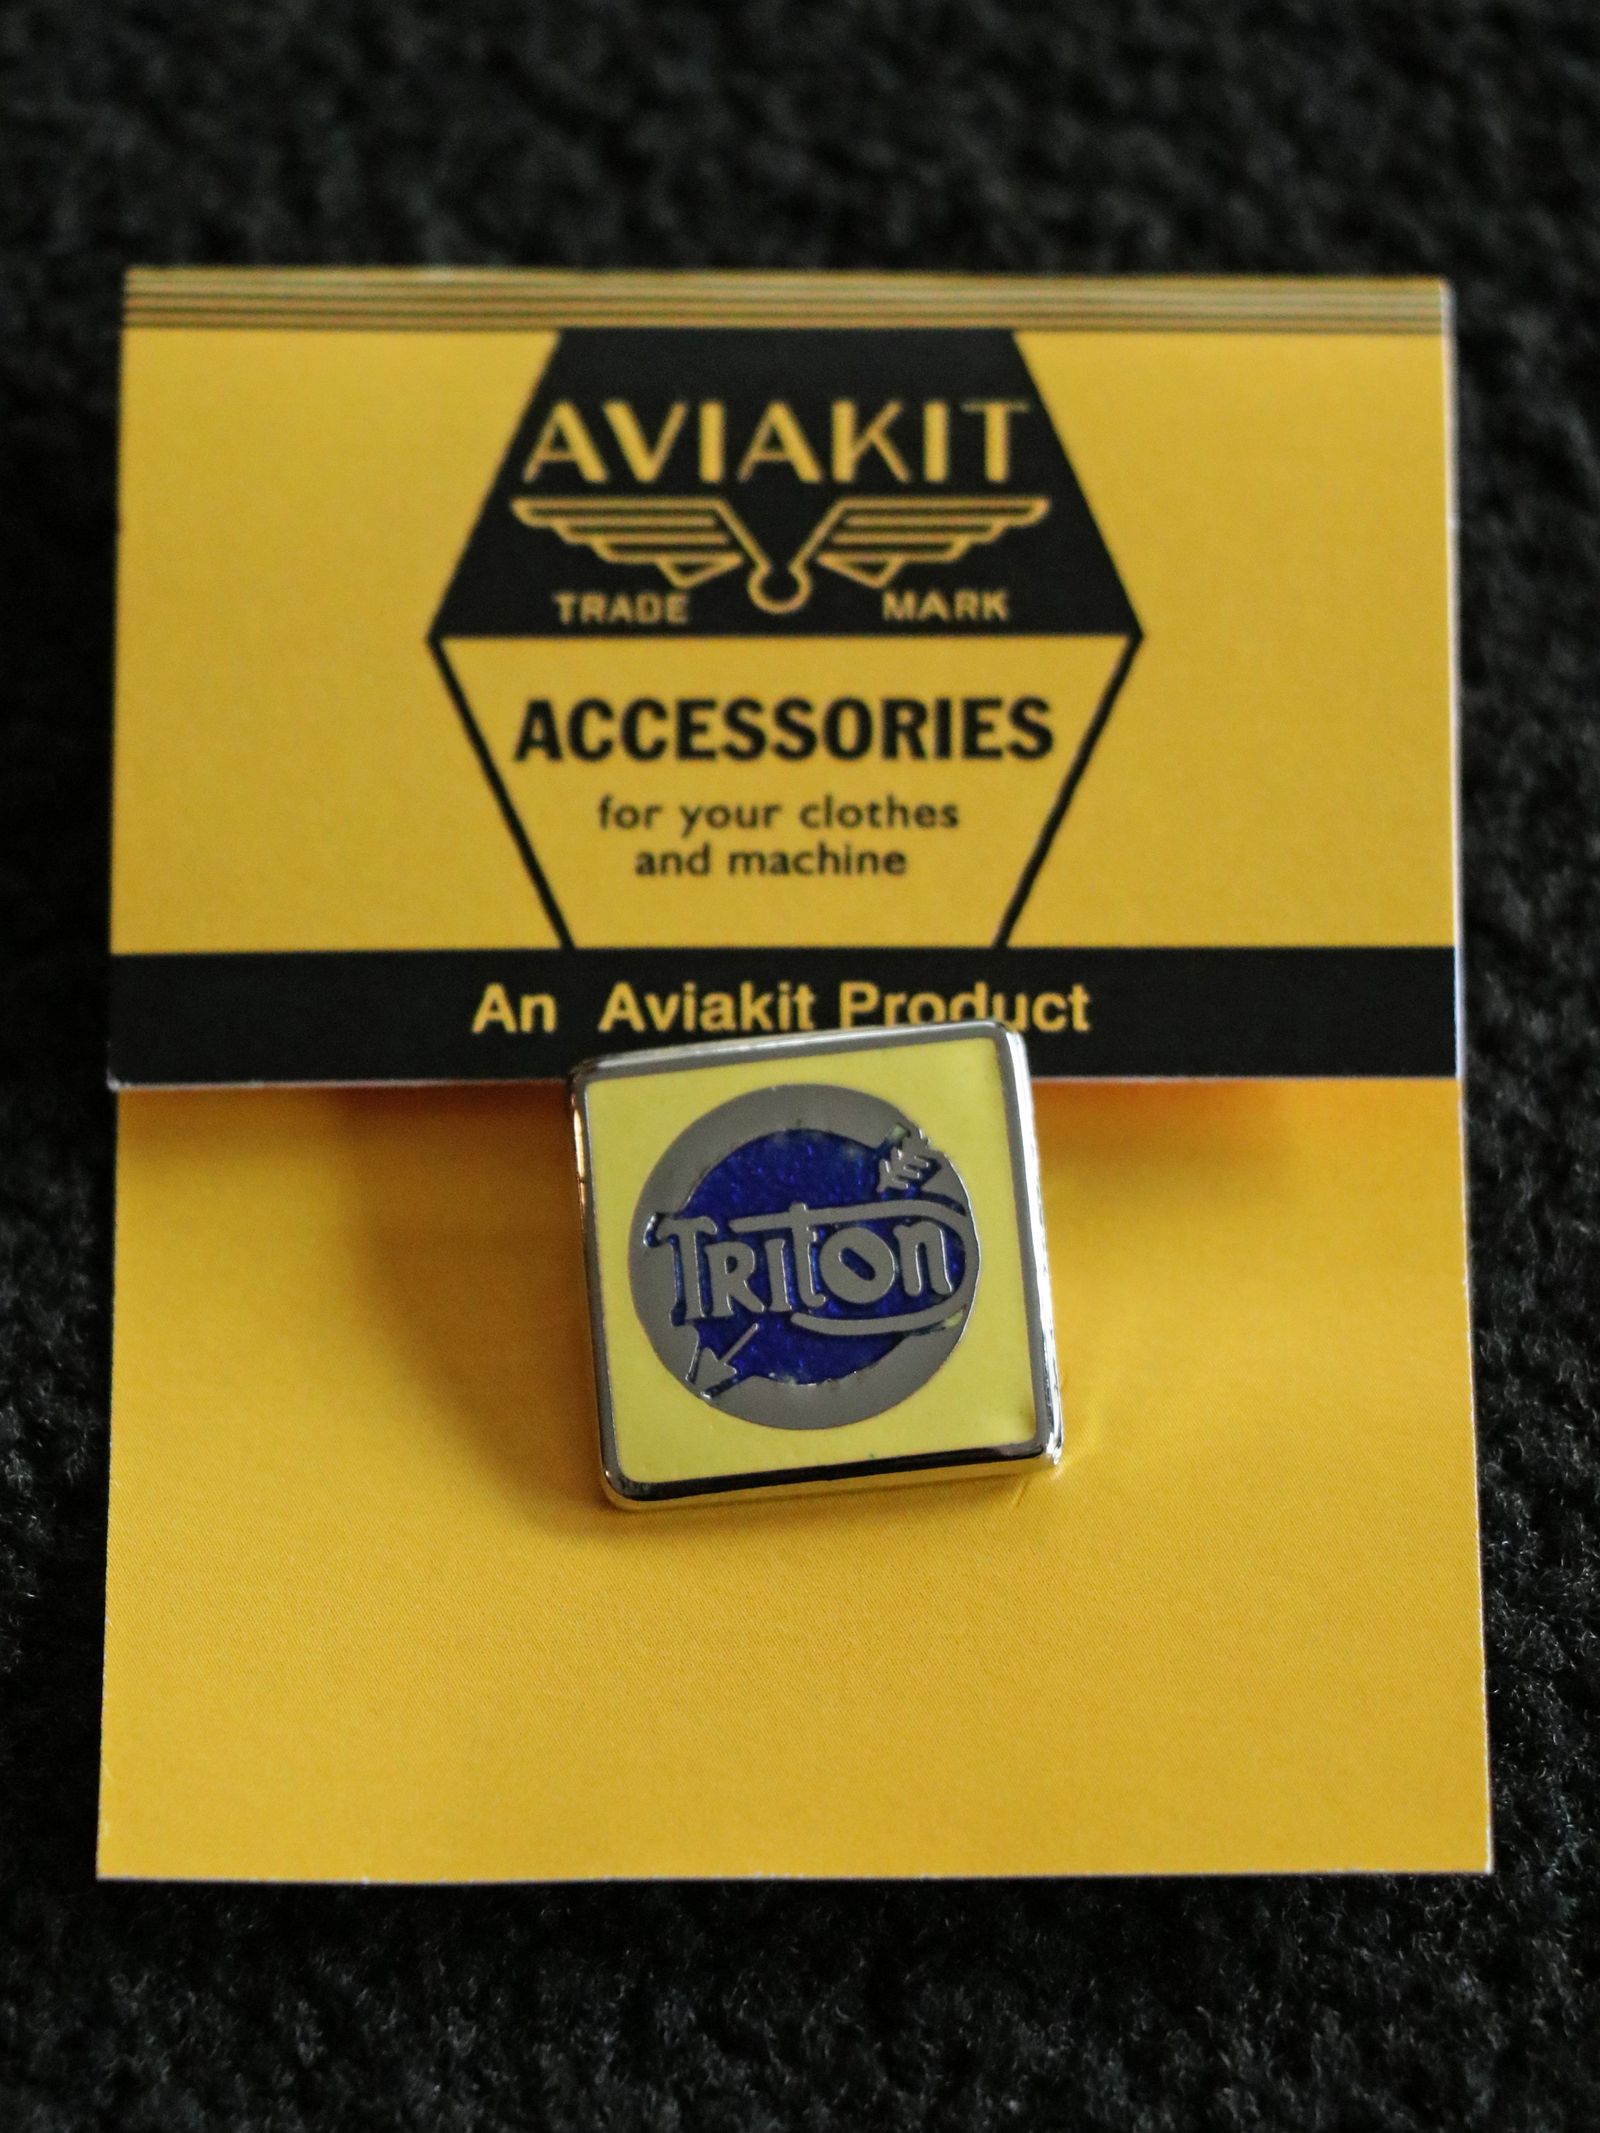 AVIAKIT
TRADE MARK
ACCESSORIES
for your clothes
and machine
An Aviakit Product
TRITON